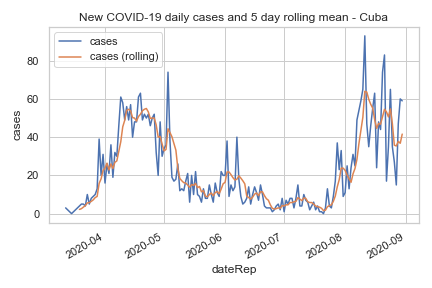 New COVID-19 daily cases and 5 day rolling mean - Cuba
cases
cases (rolling)
cases
80
60
40
20
0
2020-04
2020-05
2020-06
2020-07
2020-08
2020-09
dateRep